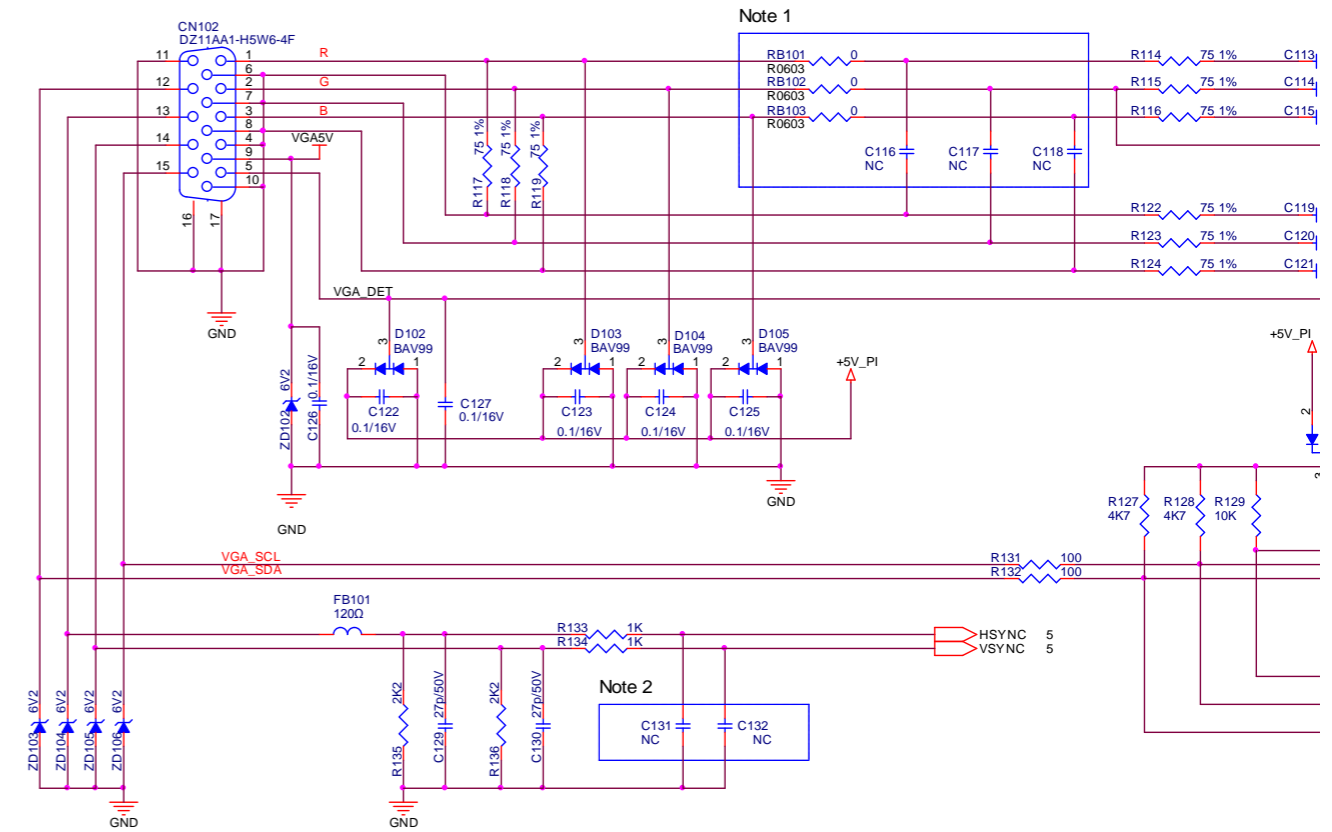 Note 1
CN102
DZ11AA1-H5W6-4F
11
1
R
6
12
2
G
7
13
3
B
8
14
4
VGA5V
9
15
5
10
16
17
GND
RB101 0
R0603
RB102 0
R0603
RB103 0
R0603
C116
NC
C117
NC
C118
NC
R114 75 1% C113
R115 75 1% C114
R116 75 1% C115
R117 75 1%
R118 75 1%
R119 75 1%
R122 75 1% C119
R123 75 1% C120
R124 75 1% C121
VGA_DET
ZD102 6V2
C126 0.1/16V
3
D102
BAV99
2
1
C122
0.1/16V
C127
0.1/16V
3
D103
BAV99
2
1
C123
0.1/16V
3
D104
BAV99
2
1
C124
0.1/16V
3
D105
BAV99
2
1
C125
0.1/16V
+5V_PI
+5V_PI
2
GND
GND
R127
4K7
R128
4K7
R129
10K
VGA_SCL
VGA_SDA
R131 100
R132 100
FB101
120Ω
R133 1K
R134 1K
HSYNC 5
VSYNC 5
ZD103 6V2
ZD104 6V2
ZD105 6V2
ZD106 6V2
GND
R135 2K2
C129 27p/50V
R136 2K2
C130 27p/50V
Note 2
C131
NC
C132
NC
GND